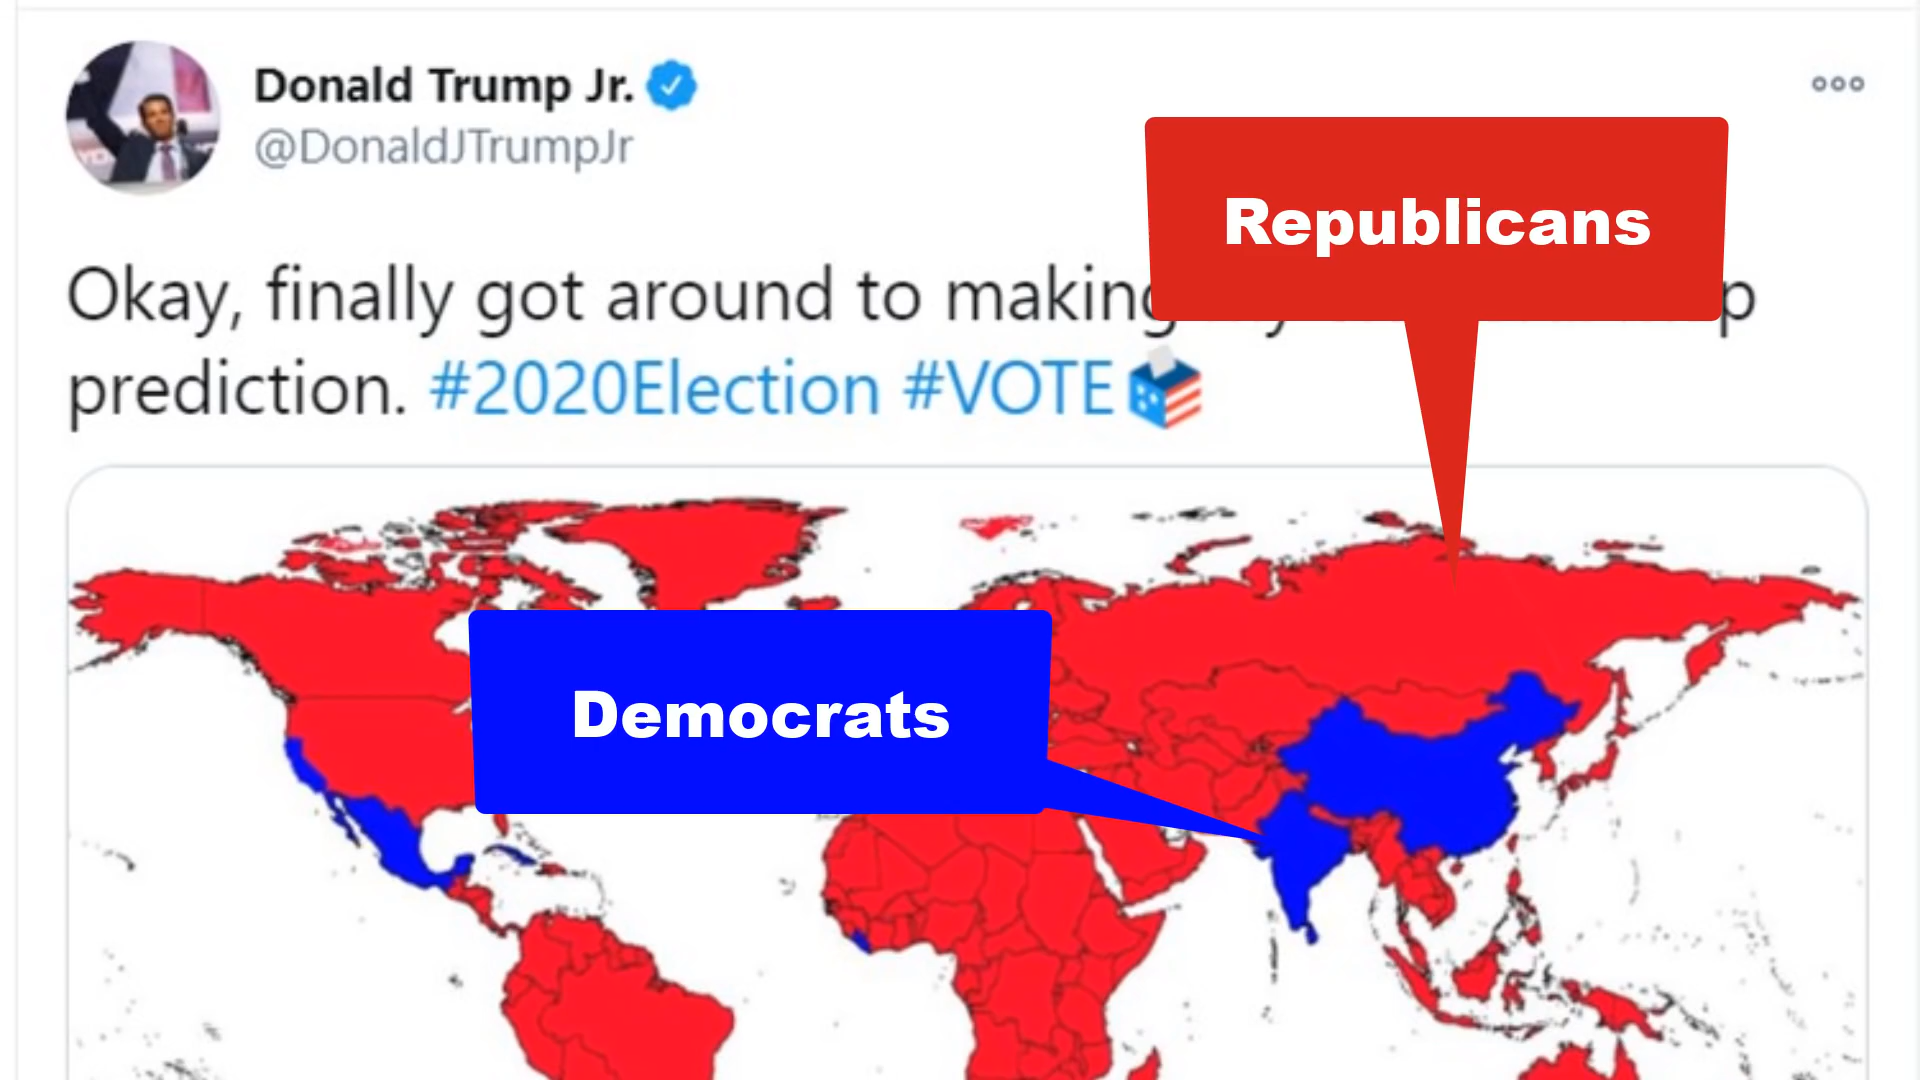 Donald Trump Jr.
@DonaldJTrumpJr
Republicans
Okay, finally got around to making
prediction. #2020Election #VOTE
Democrats